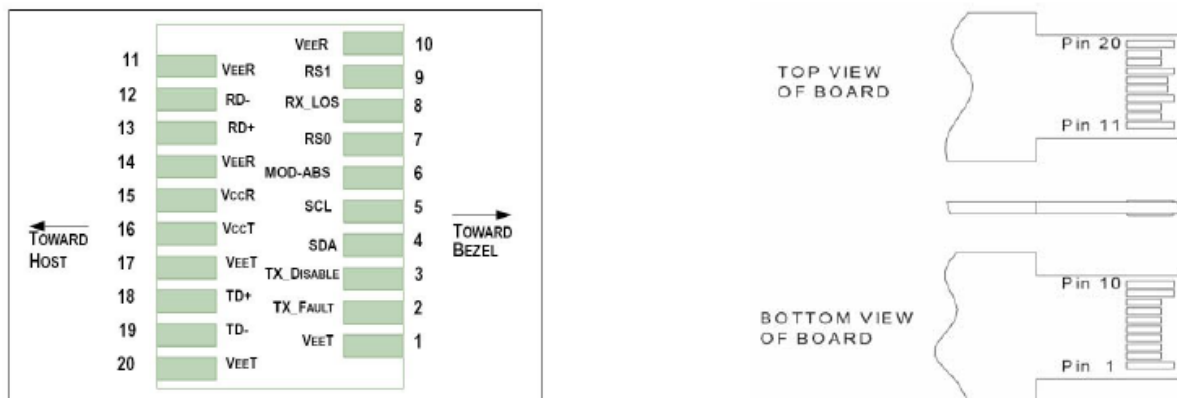 VEER 10
11 VEER RS1 9
12 RD- RX_LOS 8
13 RD+ RS0 7
14 VEER MOD-ABS 6
15 VCCR SCL 5
16 VCCT SDA 4
17 VEET TX_DISABLE 3
18 TD+ TX_FAULT 2
19 TD- VEET 1
20 VEET
TOWARD
HOST
TOWARD
BEZEL
TOP VIEW
OF BOARD
Pin 20
Pin 11
BOTTOM VIEW
OF BOARD
Pin 10
Pin 1